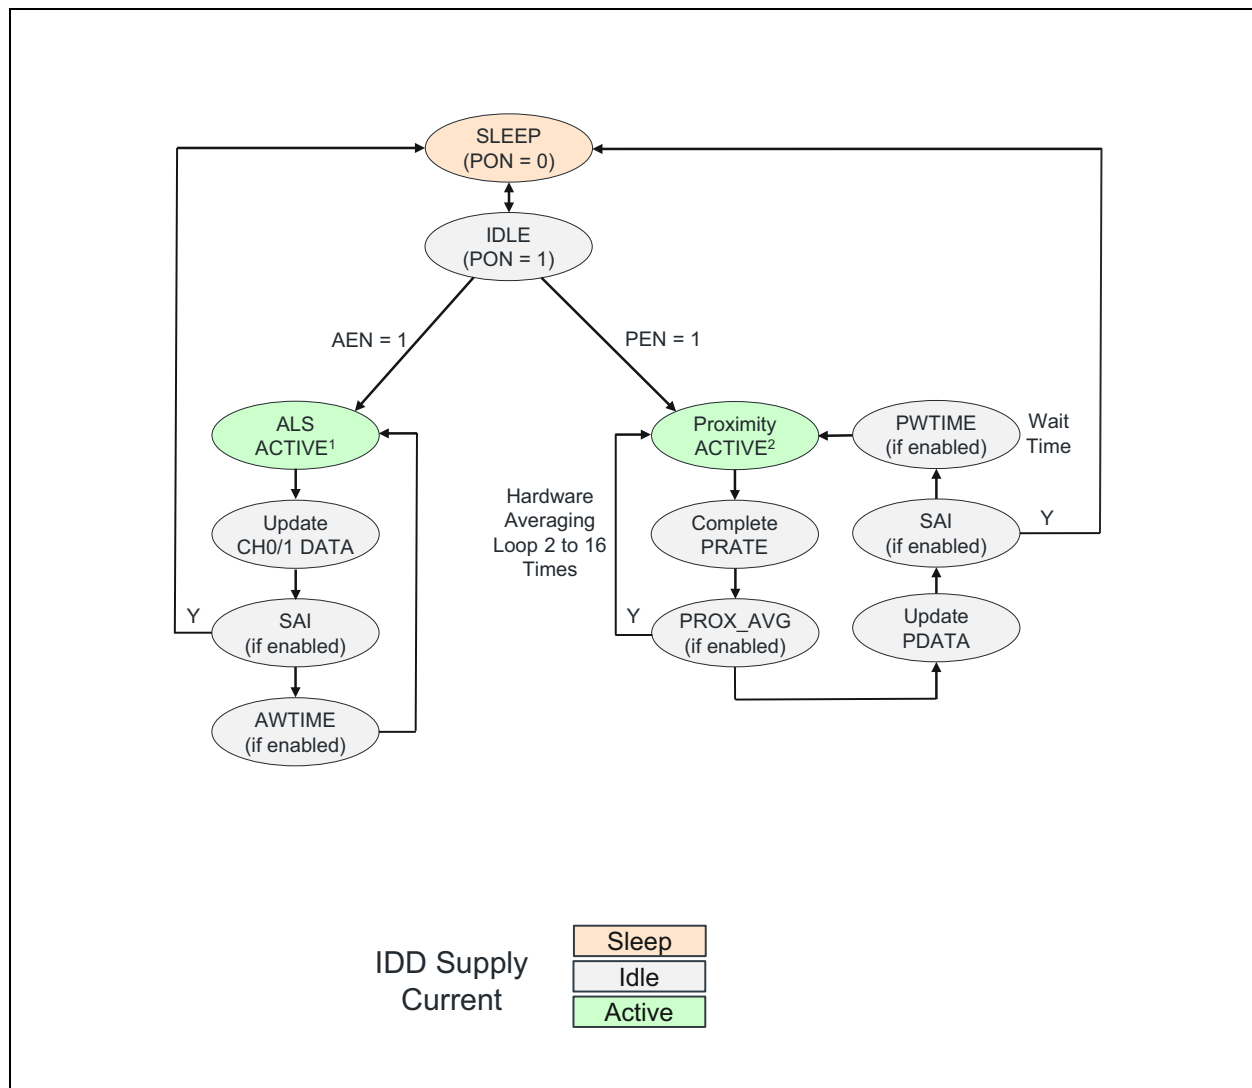 SLEEP
(PON = 0)
IDLE
(PON = 1)
AEN = 1
PEN = 1
ALS
ACTIVE1
Update
CH0/1 DATA
Y
SAI
(if enabled)
AWTIME
(if enabled)
Proximity
ACTIVE2
Hardware
Averaging
Loop 2 to 16
Times
Complete
PRATE
Y
PROX_AVG
(if enabled)
PWTIME
(if enabled)
Wait
Time
SAI
(if enabled)
Y
Update
PDATA
IDD Supply
Current
Sleep
Idle
Active